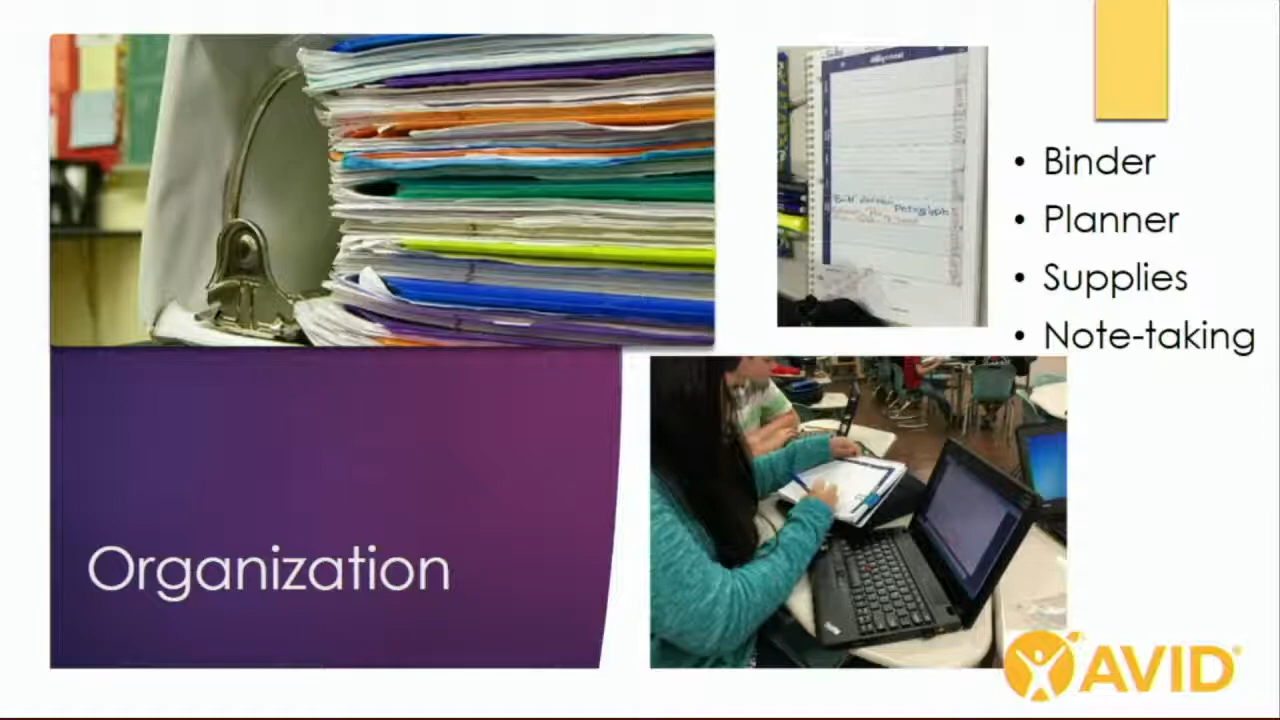 Binder
Planner
Supplies
Note-taking
Organization
AVID